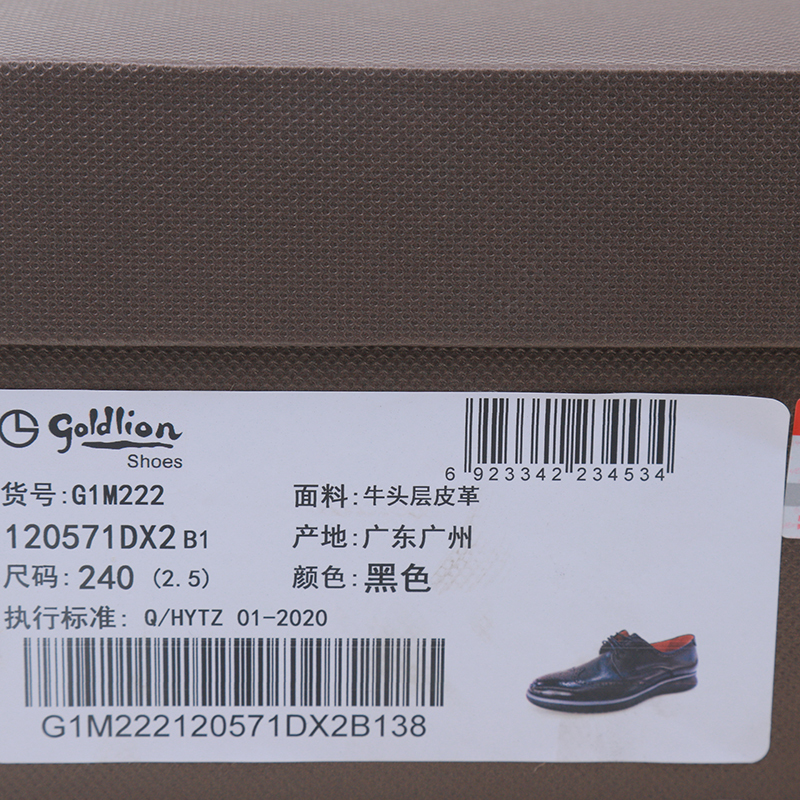 goldlion
Shoes
6 923342 234534
货号:G1M222
面料:牛头层皮革
120571DX2 B1
产地:广东广州
尺码:240 (2.5)
颜色:黑色
执行标准: Q/HYTZ 01-2020
G1M222120571DX2B138